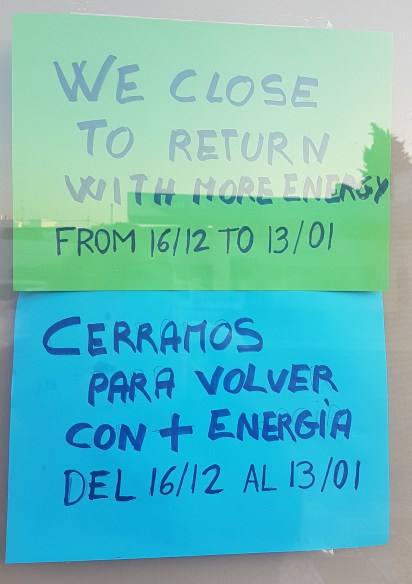 WE CLOSE
TO RETURN
WITH MORE ENERGY
FROM 16/12 TO 13/01
CERRAMOS
PARA VOLVER
CON + ENERGÌA
DEL 16/12 AL 13/01